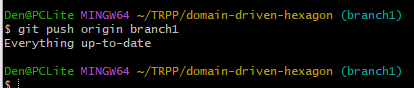 Den@PCLite MINGW64 ~/TRPP/domain-driven-hexagon (branch1)
$ git push origin branch1
Everything up-to-date
Den@PCLite MINGW64 ~/TRPP/domain-driven-hexagon (branch1)
$